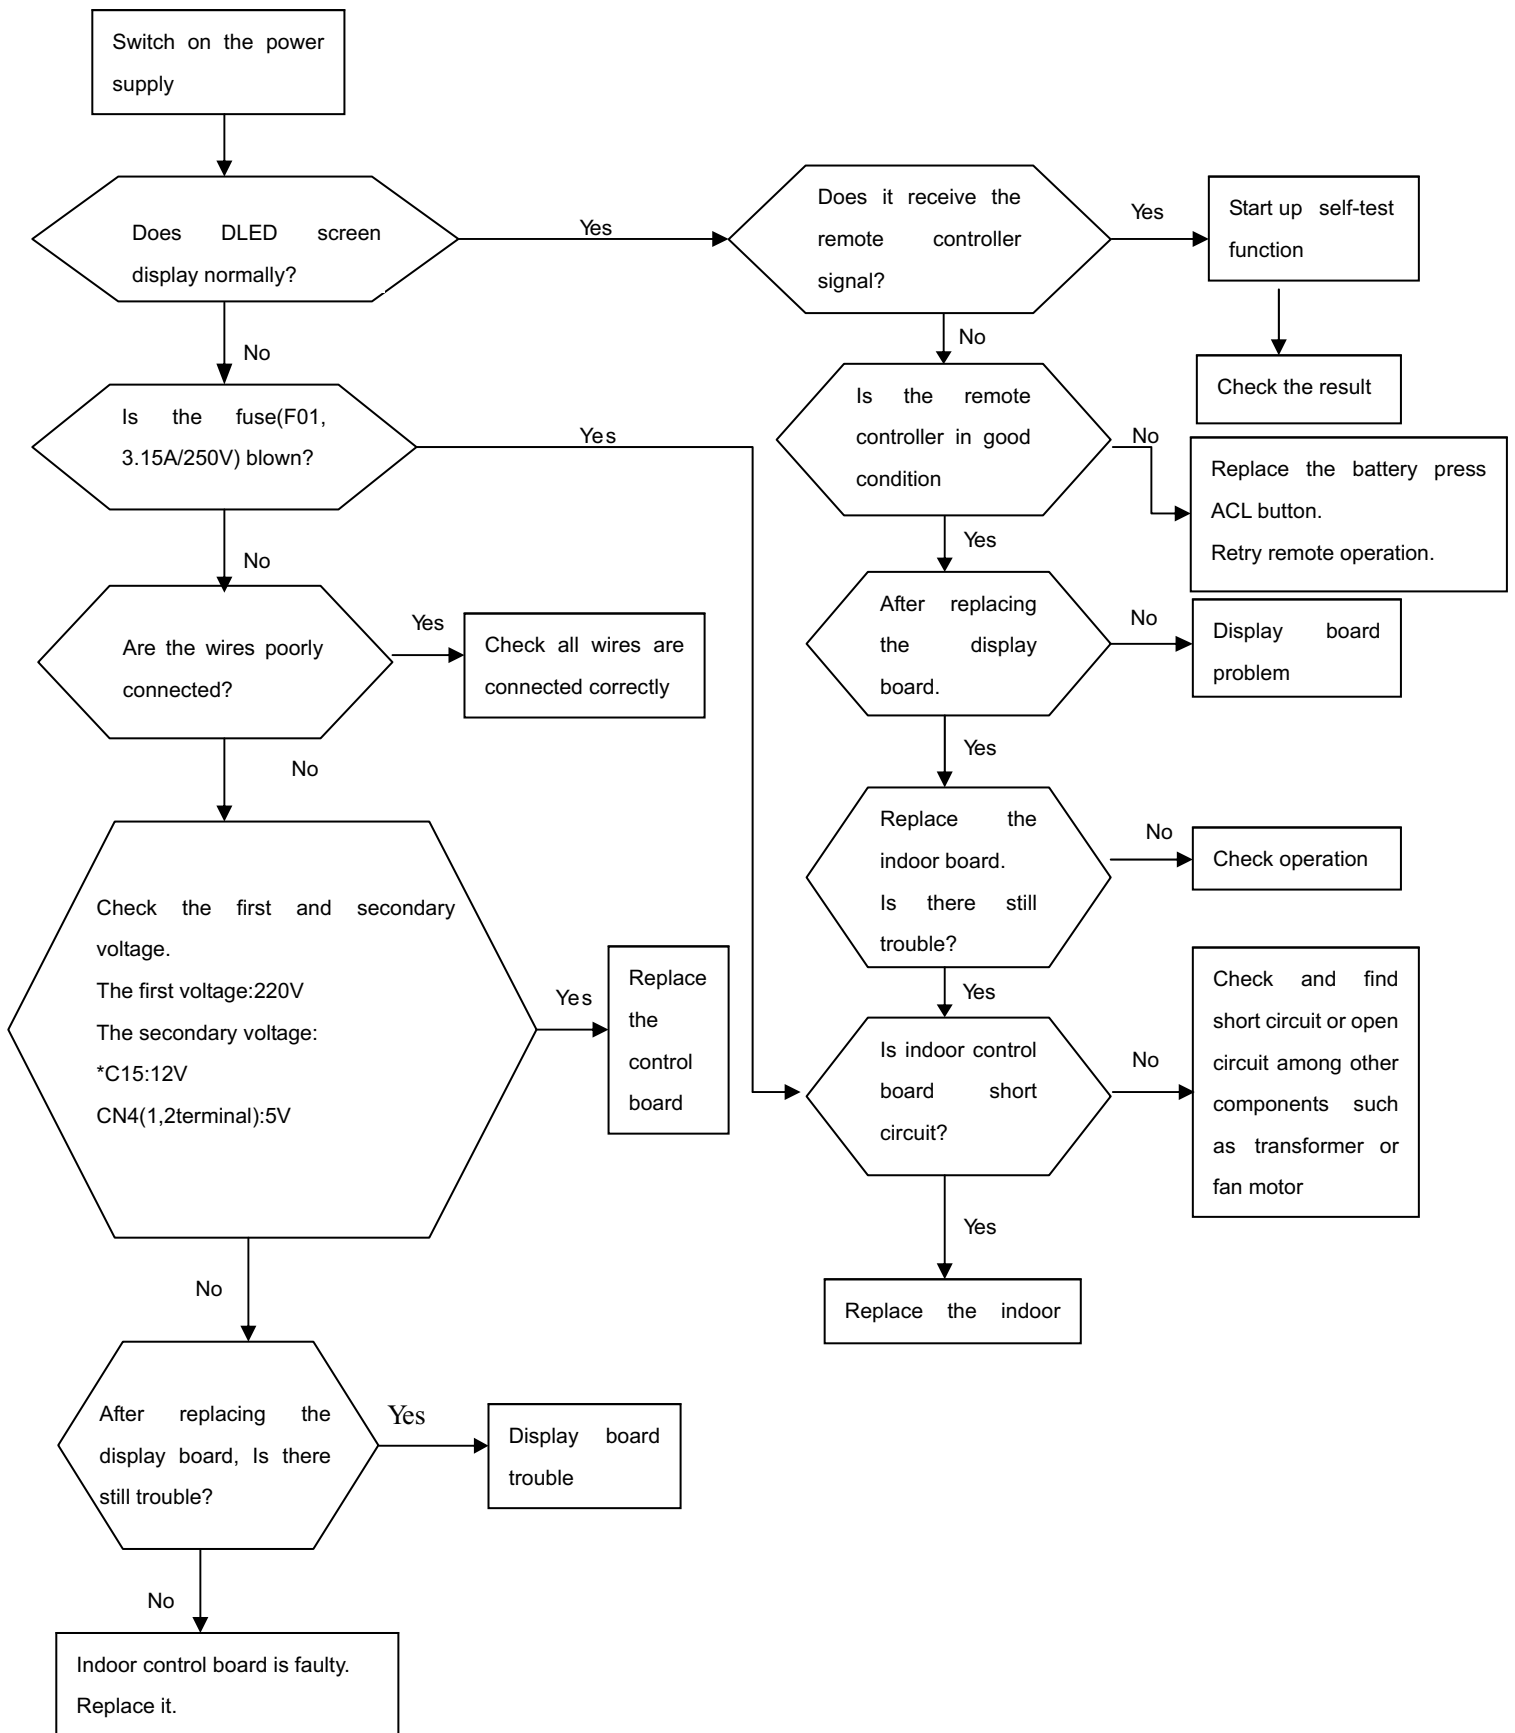 Switch on the power
supply
Does DLED screen
display normally?
Yes
Does it receive the
remote controller
signal?
Yes
Start up self-test
function
Check the result
No
Is the fuse(F01,
3.15A/250V) blown?
Yes
No
Is the remote
controller in good
condition
No
Replace the battery press
ACL button.
Retry remote operation.
No
Are the wires poorly
connected?
Yes
Check all wires are
connected correctly
Yes
After replacing
the display
board.
No
Display board
problem
No
Yes
Replace the
indoor board.
Is there still
trouble?
No
Check operation
Check the first and secondary
voltage.
The first voltage:220V
The secondary voltage:
*C15:12V
CN4(1,2terminal):5V
Yes
Replace
the
control
board
Yes
Is indoor control
board short
circuit?
No
Check and find
short circuit or open
circuit among other
components such
as transformer or
fan motor
Yes
Replace the indoor
No
After replacing the
display board, Is there
still trouble?
Yes
Display board
trouble
No
Indoor control board is faulty.
Replace it.